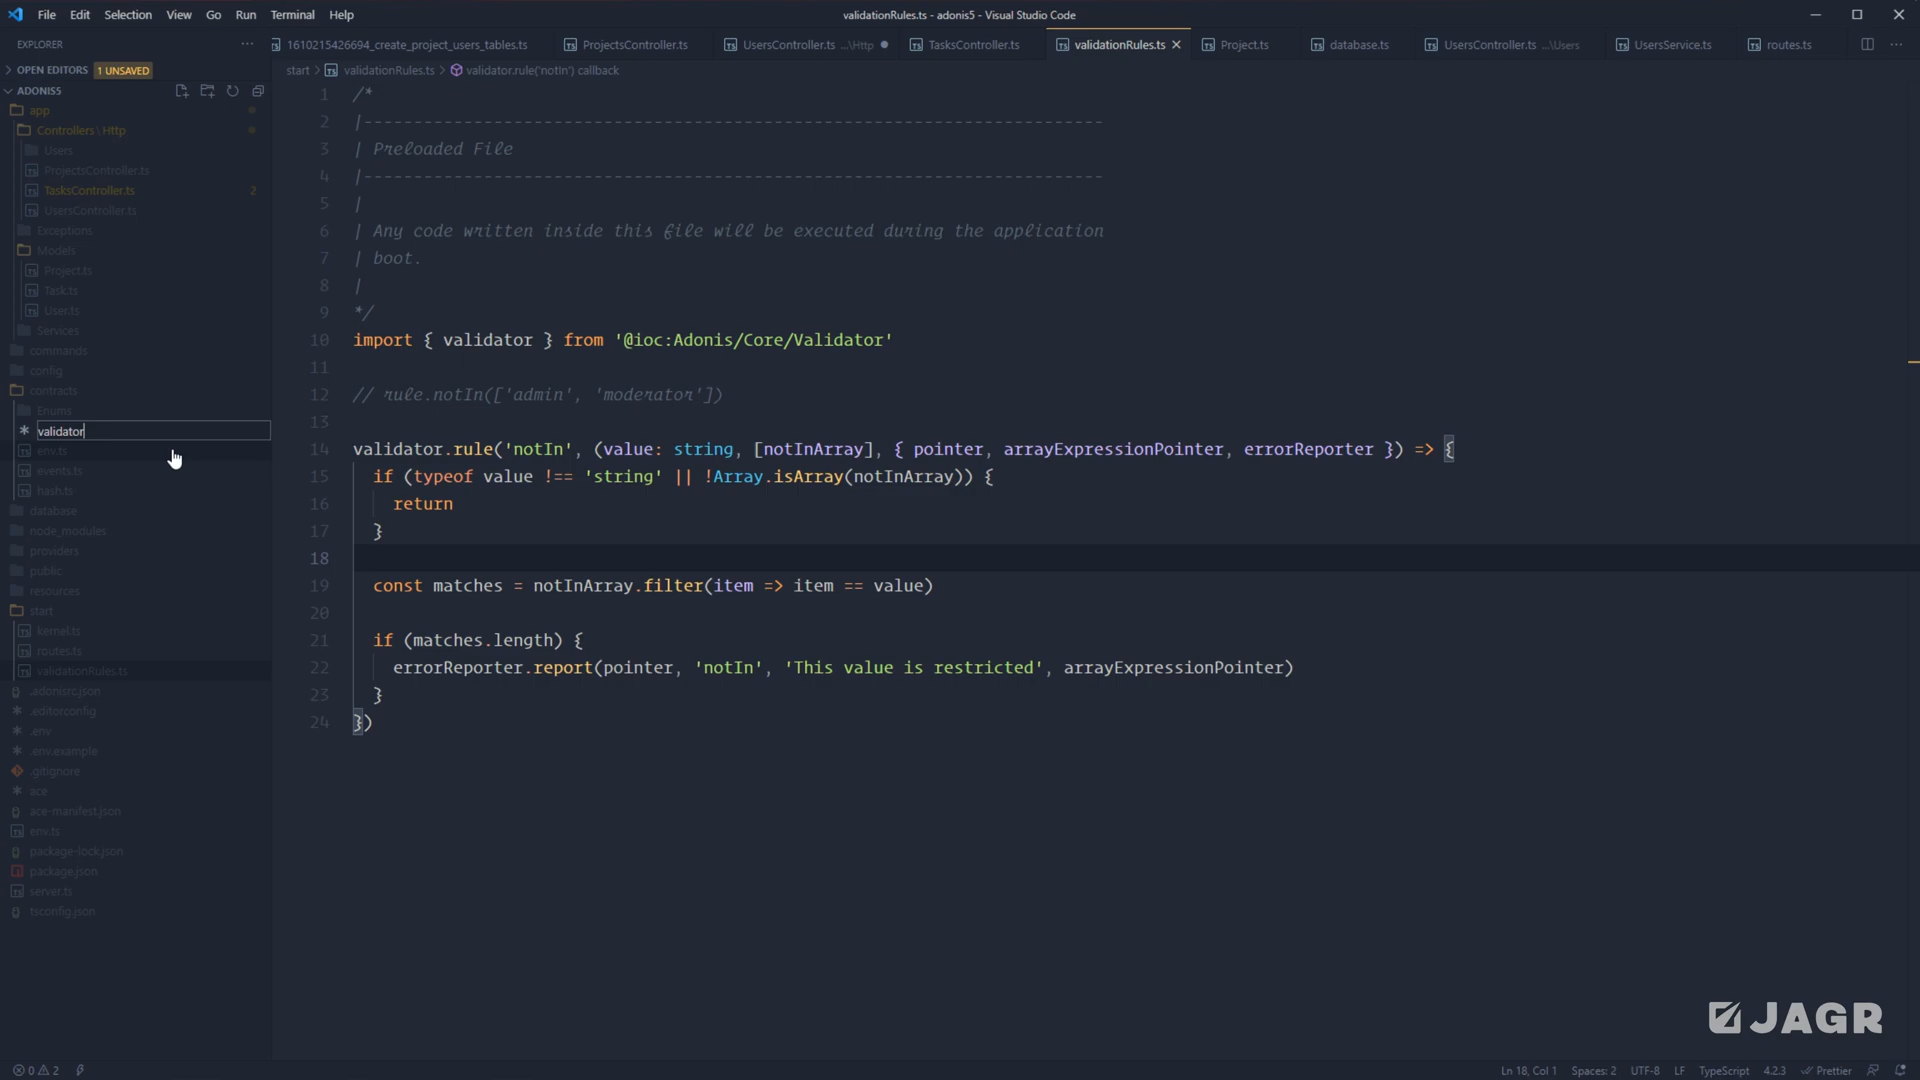 File Edit Selection View Go Run Terminal Help
validationRules.ts - adonis5 - Visual Studio Code
EXPLORER
1610215426694_create_project_users_tables.ts
ProjectsController.ts
UsersController.ts ...\Http
TasksController.ts
validationRules.ts
Project.ts
database.ts
UsersController.ts ...\Users
UsersService.ts
routes.ts
OPEN EDITORS 1 UNSAVED
start > validationRules.ts > validator.rule('notIn') callback
ADONIS5
app
Controllers \ Http
Users
ProjectsController.ts
TasksController.ts 2
UsersController.ts
Exceptions
Models
Project.ts
Task.ts
User.ts
Services
commands
config
contracts
Enums
validator
env.ts
events.ts
hash.ts
database
node_modules
providers
public
resources
start
kernel.ts
routes.ts
validationRules.ts
.adonisrc.json
.editorconfig
.env
.env.example
.gitignore
ace
ace-manifest.json
env.ts
package-lock.json
package.json
server.ts
tsconfig.json
1 /*
2 |--------------------------------------------------------------------------
3 | Preloaded File
4 |--------------------------------------------------------------------------
5 |
6 | Any code written inside this file will be executed during the application
7 | boot.
8 |
9 */
10 import { validator } from '@ioc:Adonis/Core/Validator'
11
12 // rule.notIn(['admin', 'moderator'])
13
14 validator.rule('notIn', (value: string, [notInArray], { pointer, arrayExpressionPointer, errorReporter }) => {
15 if (typeof value !== 'string' || !Array.isArray(notInArray)) {
16 return
17 }
18
19 const matches = notInArray.filter(item => item == value)
20
21 if (matches.length) {
22 errorReporter.report(pointer, 'notIn', 'This value is restricted', arrayExpressionPointer)
23 }
24 })
JAGR
0 2
Ln 18, Col 1 Spaces: 2 UTF-8 LF TypeScript 4.2.3 Prettier